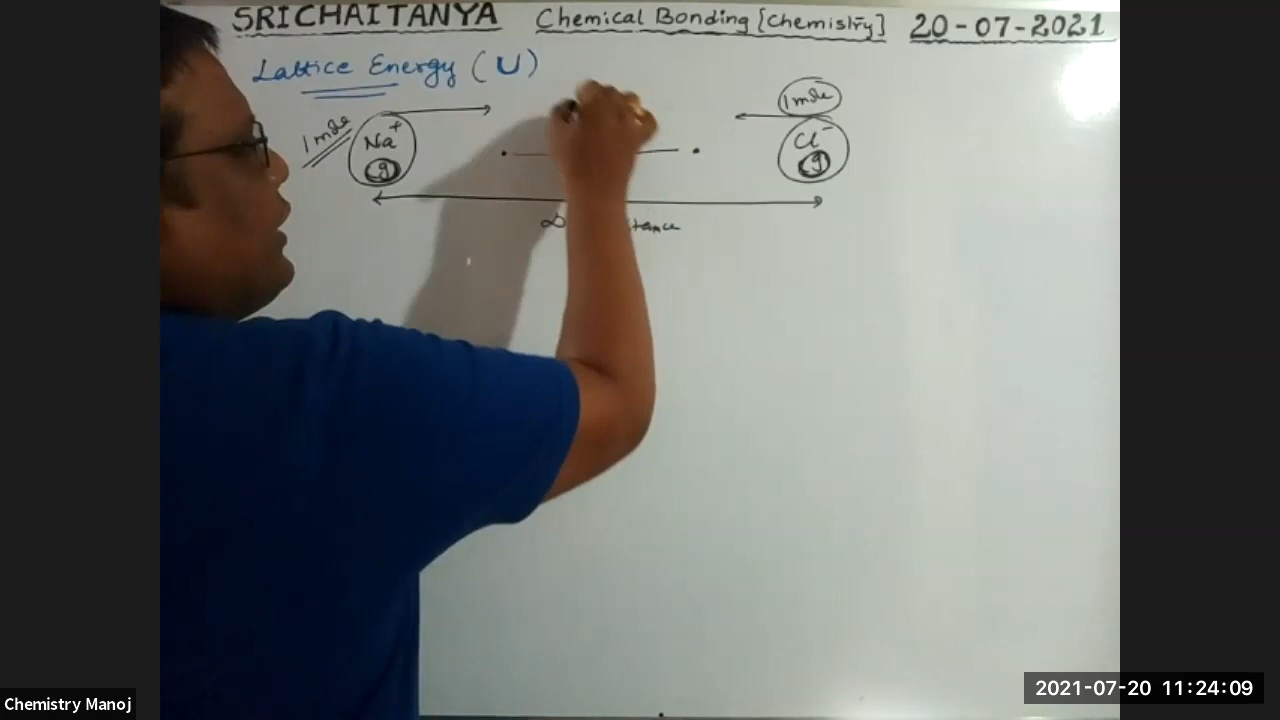 SRICHAITANYA Chemical Bonding [Chemistry] 20-07-2021
Lattice Energy (U)
1 mole Na+ (g)
1 mole Cl- (g)
Chemistry Manoj
2021-07-20 11:24:09